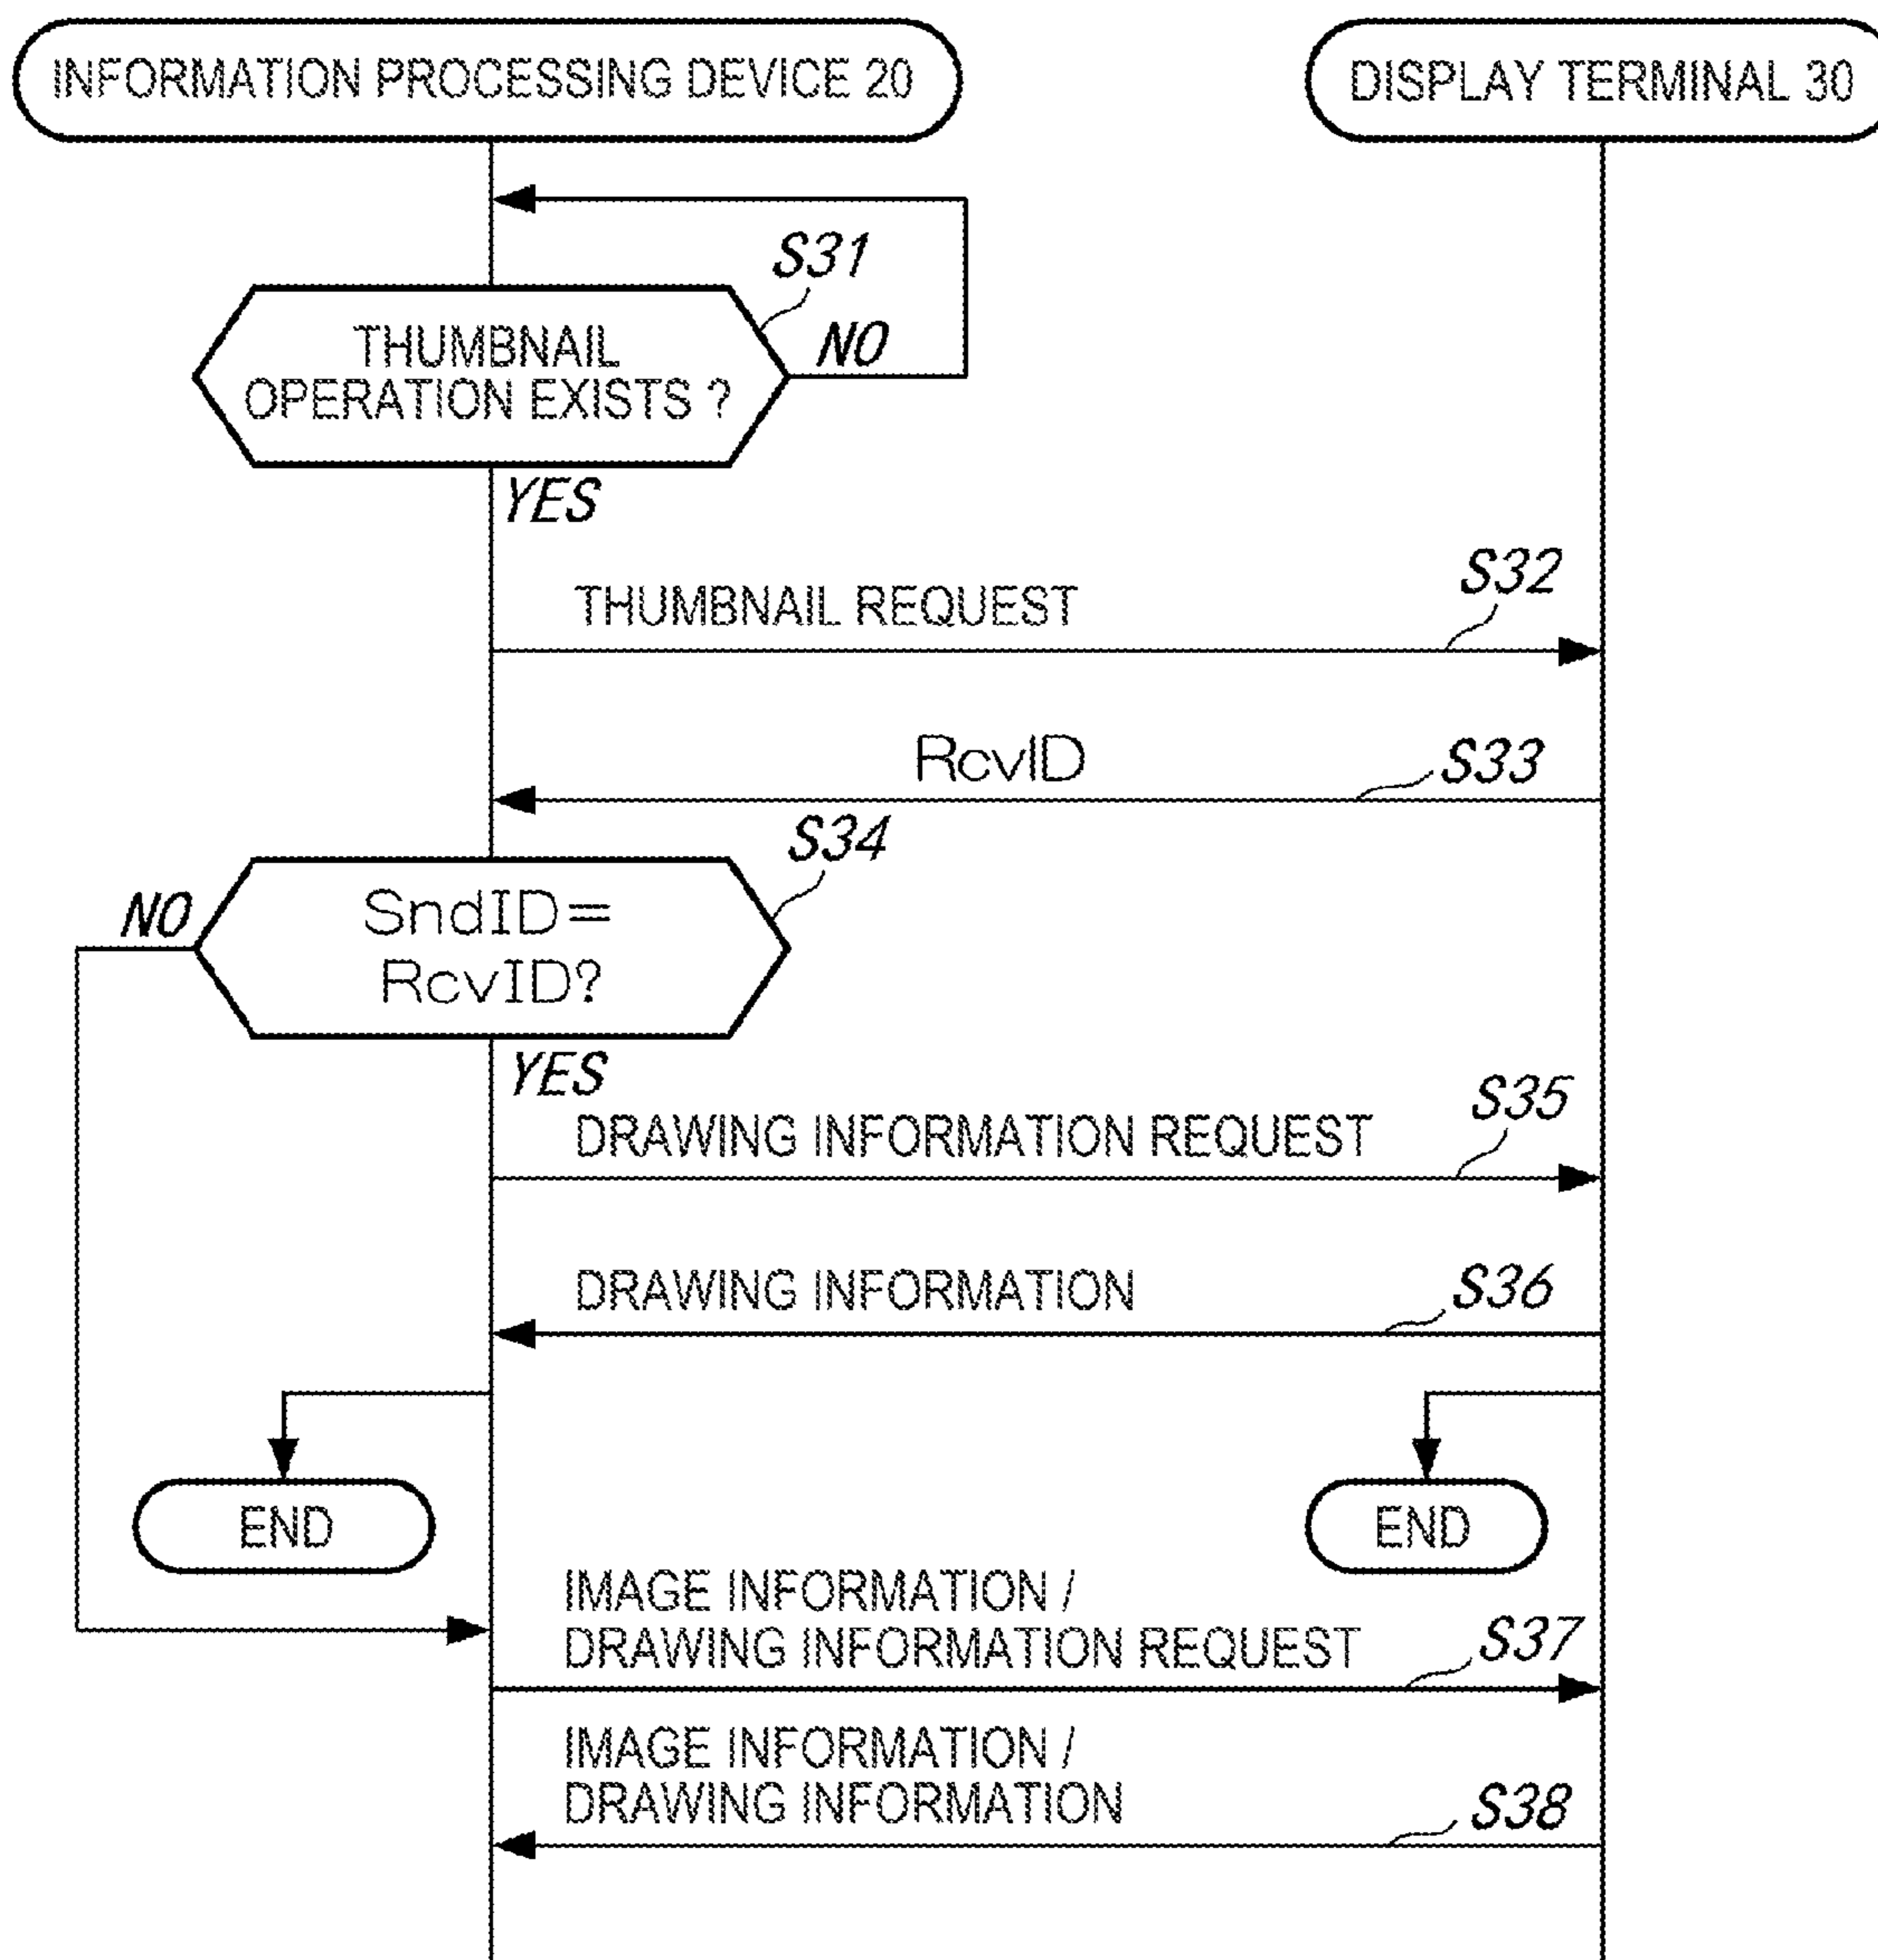 INFORMATION PROCESSING DEVICE 20
DISPLAY TERMINAL 30
S31
THUMBNAIL
OPERATION EXISTS ?
NO
YES
S32
THUMBNAIL REQUEST
RcvID
S33
S34
NO
SndID=
RcvID?
YES
S35
DRAWING INFORMATION REQUEST
DRAWING INFORMATION
S36
END
END
IMAGE INFORMATION /
DRAWING INFORMATION REQUEST
S37
IMAGE INFORMATION /
DRAWING INFORMATION
S38